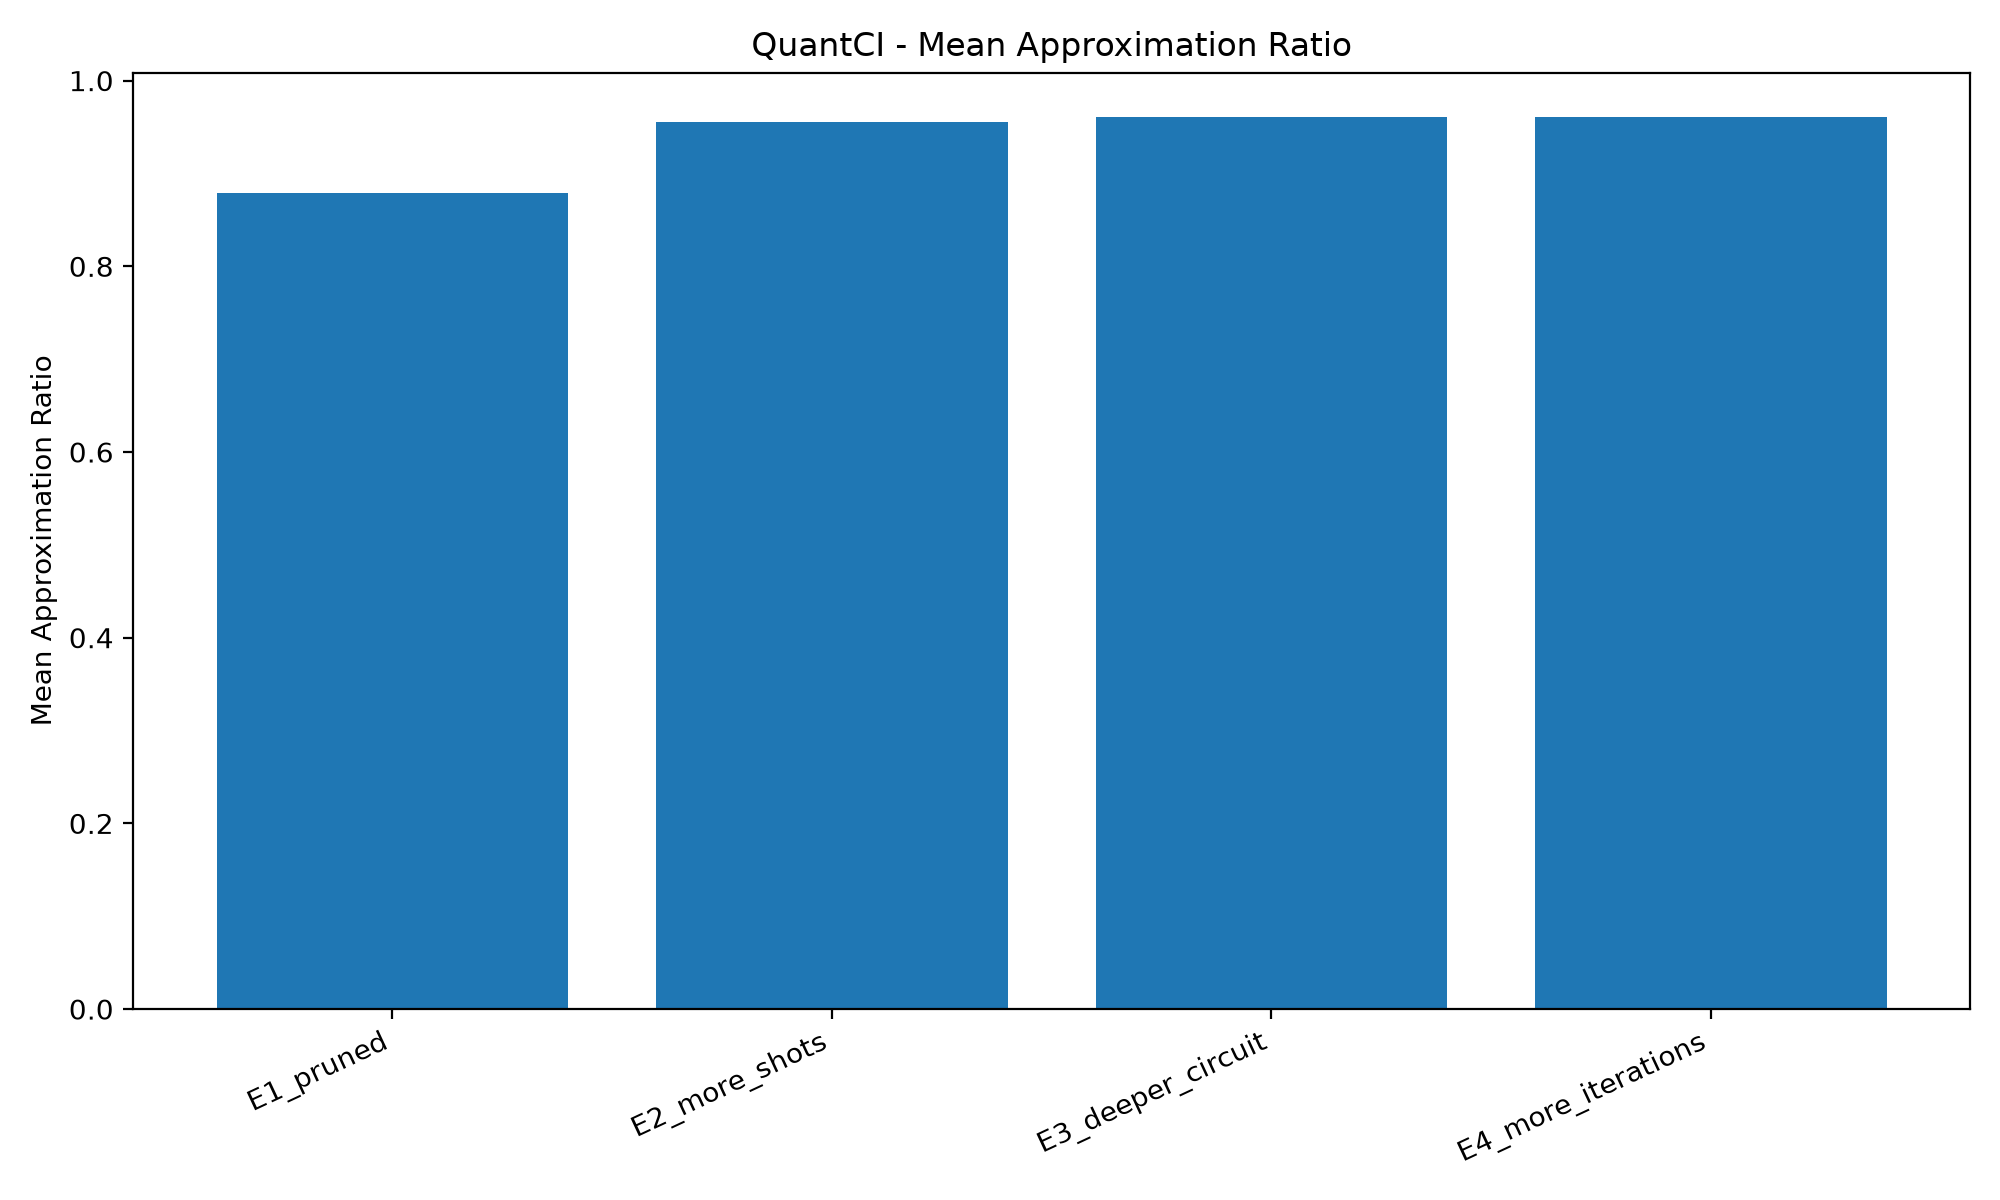 QuantCI - Mean Approximation Ratio
Mean Approximation Ratio
1.0
0.8
0.6
0.4
0.2
0.0
E1_pruned
E2_more_shots
E3_deeper_circuit
E4_more_iterations